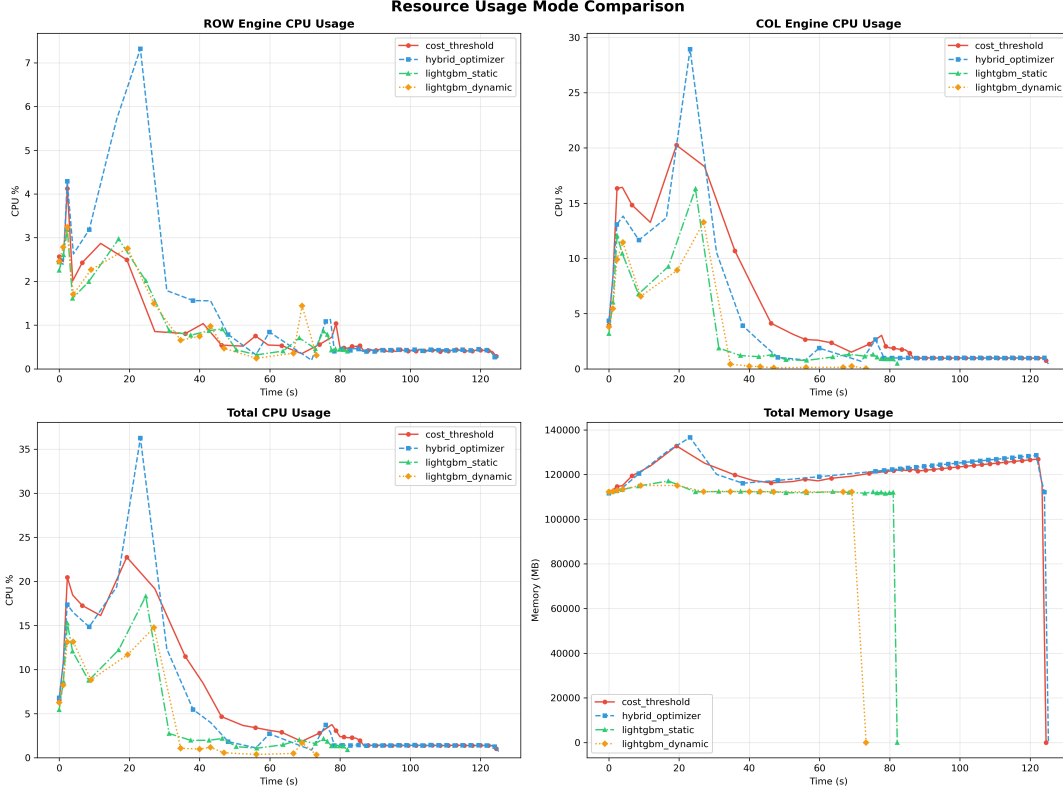 Resource Usage Mode Comparison
ROW Engine CPU Usage
CPU %
7
6
5
4
3
2
1
0
0 20 40 60 80 100 120
Time (s)
cost_threshold
hybrid_optimizer
lightgbm_static
lightgbm_dynamic
COL Engine CPU Usage
CPU %
30
25
20
15
10
5
0
0 20 40 60 80 100 120
Time (s)
cost_threshold
hybrid_optimizer
lightgbm_static
lightgbm_dynamic
Total CPU Usage
CPU %
35
30
25
20
15
10
5
0
0 20 40 60 80 100 120
Time (s)
cost_threshold
hybrid_optimizer
lightgbm_static
lightgbm_dynamic
Total Memory Usage
Memory (MB)
140000
120000
100000
80000
60000
40000
20000
0
0 20 40 60 80 100 120
Time (s)
cost_threshold
hybrid_optimizer
lightgbm_static
lightgbm_dynamic